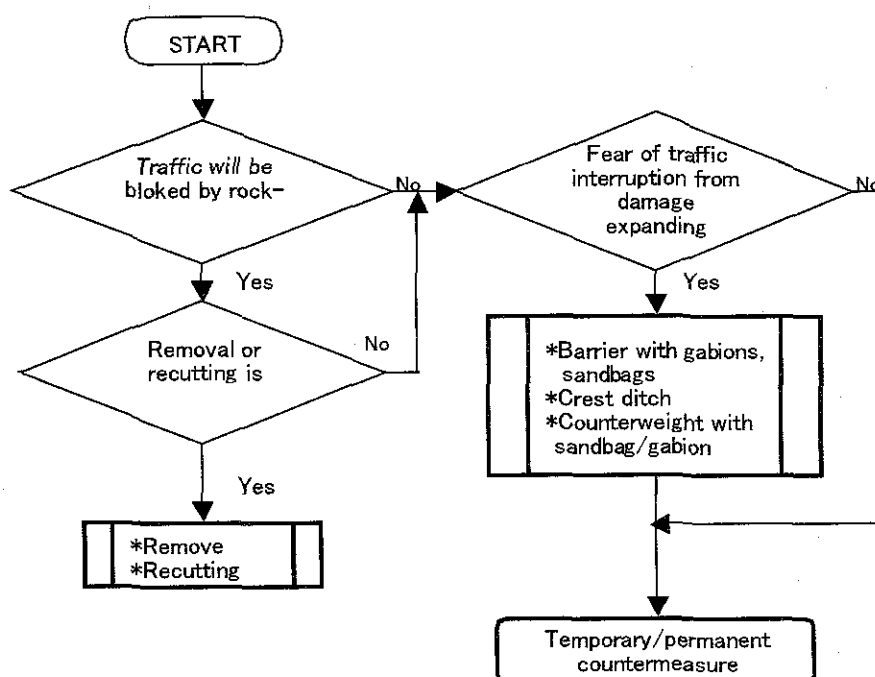 START
Traffic will be
bloked by rock-
No
Yes
Removal or
recutting is
No
Yes
*Remove
*Recutting
Fear of traffic
interruption from
damage
expanding
No
Yes
*Barrier with gabions,
sandbags
*Crest ditch
*Counterweight with
sandbag/gabion
Temporary/permanent
countermeasure